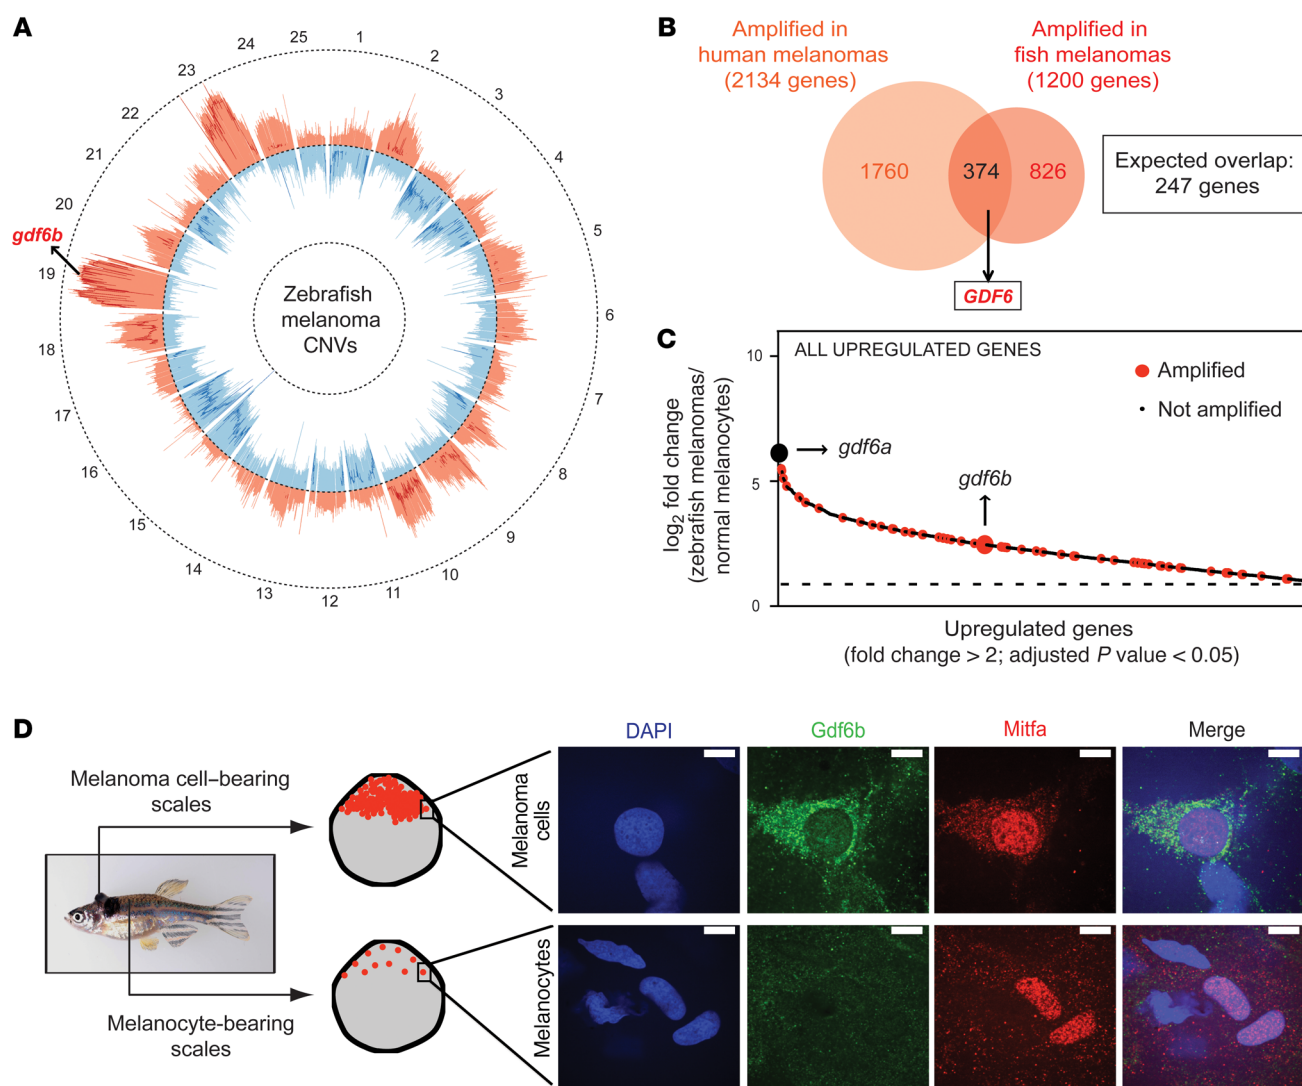 A
1
2
3
4
5
6
7
8
9
10
11
12
13
14
15
16
17
18
19
20
21
22
23
24
25
gdf6b
Zebrafish
melanoma
CNVs
B
Amplified in
human melanomas
(2134 genes)
Amplified in
fish melanomas
(1200 genes)
1760
374
826
Expected overlap:
247 genes
GDF6
C
ALL UPREGULATED GENES
Amplified
Not amplified
gdf6a
gdf6b
10
5
0
log2 fold change
(zebrafish melanomas/
normal melanocytes)
Upregulated genes
(fold change > 2; adjusted P value < 0.05)
D
Melanoma cell–bearing
scales
Melanocyte-bearing
scales
DAPI
Gdf6b
Mitfa
Merge
Melanoma
cells
Melanocytes